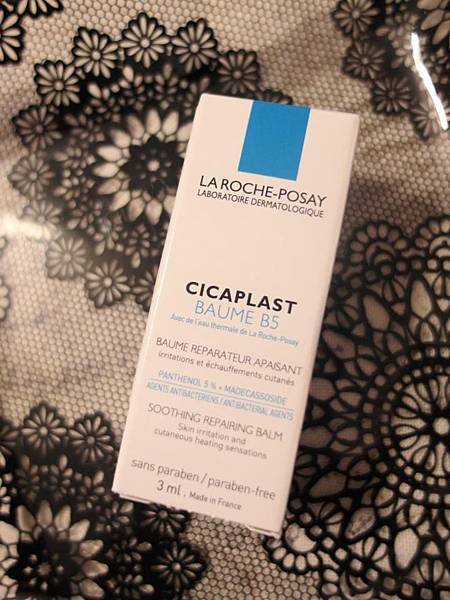 LA ROCHE-POSAY
LABORATOIRE DERMATOLOGIQUE
CICAPLAST
BAUME B5
Avec de l'eau thermale de La Roche-Posay
BAUME RÉPARATEUR APAISANT
irritations et échauffements cutanés
PANTHENOL 5 % + MADECASSOSIDE
AGENTS ANTIBACTERIENS / ANTIBACTERIAL AGENTS
SOOTHING REPAIRING BALM
Skin irritation and
cutaneous heating sensations
sans paraben / paraben-free
3 ml . Made in France